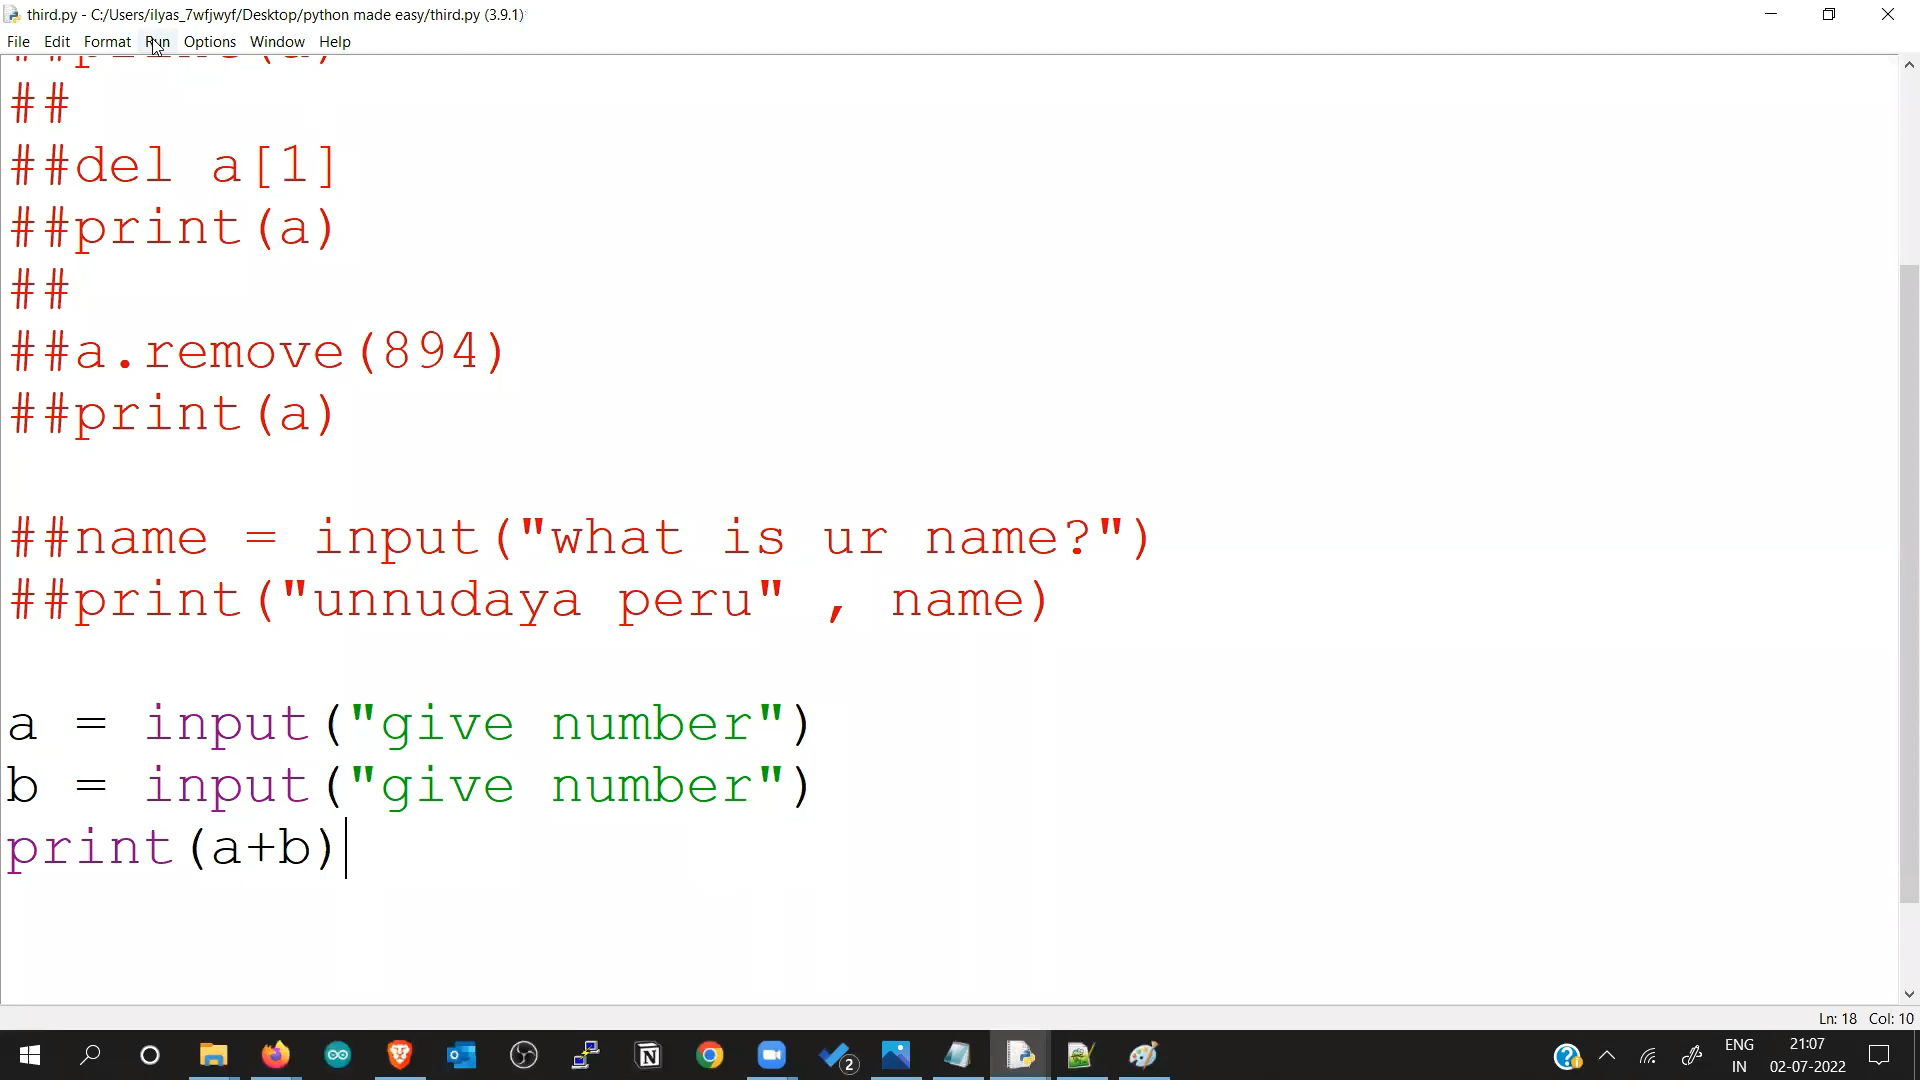 third.py - C:/Users/ilyas_7wfjwyf/Desktop/python made easy/third.py (3.9.1)
File Edit Format Run Options Window Help
##print(a)
##
##del a[1]
##print(a)
##
##a.remove(894)
##print(a)
##name = input("what is ur name?")
##print("unnudaya peru" , name)
a = input("give number")
b = input("give number")
print(a+b)
Ln: 18 Col: 10
2
ENG
IN
21:07
02-07-2022